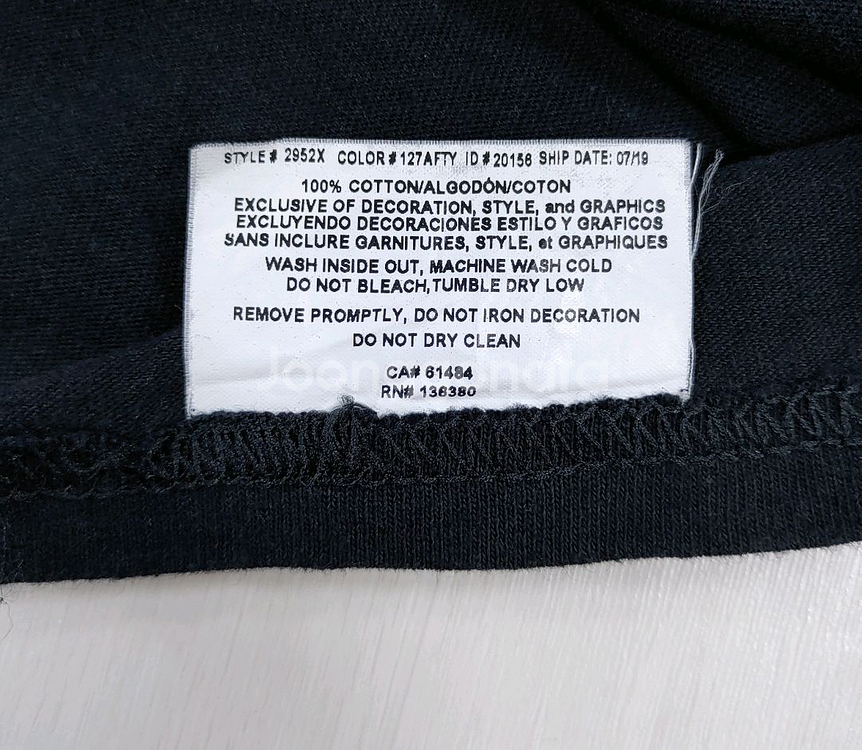 STYLE# 2952X COLOR#127AFTY ID#20156 SHIP DATE: 07/19
100% COTTON/ALGODÓN/COTON
EXCLUSIVE OF DECORATION, STYLE, and GRAPHICS
EXCLUYENDO DECORACIONES ESTILO Y GRAFICOS
SANS INCLURE GARNITURES, STYLE, et GRAPHIQUES
WASH INSIDE OUT, MACHINE WASH COLD
DO NOT BLEACH,TUMBLE DRY LOW
REMOVE PROMPTLY, DO NOT IRON DECORATION
DO NOT DRY CLEAN
CA# 61484
RN# 136380